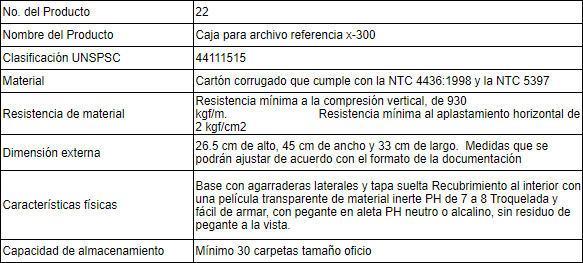 No. del Producto 22
Nombre del Producto Caja para archivo referencia x-300
Clasificación UNSPSC 44111515
Material Cartón corrugado que cumple con la NTC 4436:1998 y la NTC 5397
Resistencia de material
Resistencia mínima a la compresión vertical, de 930
kgf/m. Resistencia mínima al aplastamiento horizontal de
2 kgf/cm2
Dimensión externa
26.5 cm de alto, 45 cm de ancho y 33 cm de largo. Medidas que se
podrán ajustar de acuerdo con el formato de la documentación
Características físicas
Base con agarraderas laterales y tapa suelta Recubrimiento al interior con
una película transparente de material inerte PH de 7 a 8 Troquelada y
fácil de armar, con pegante en aleta PH neutro o alcalino, sin residuo de
pegante a la vista.
Capacidad de almacenamiento Mínimo 30 carpetas tamaño oficio